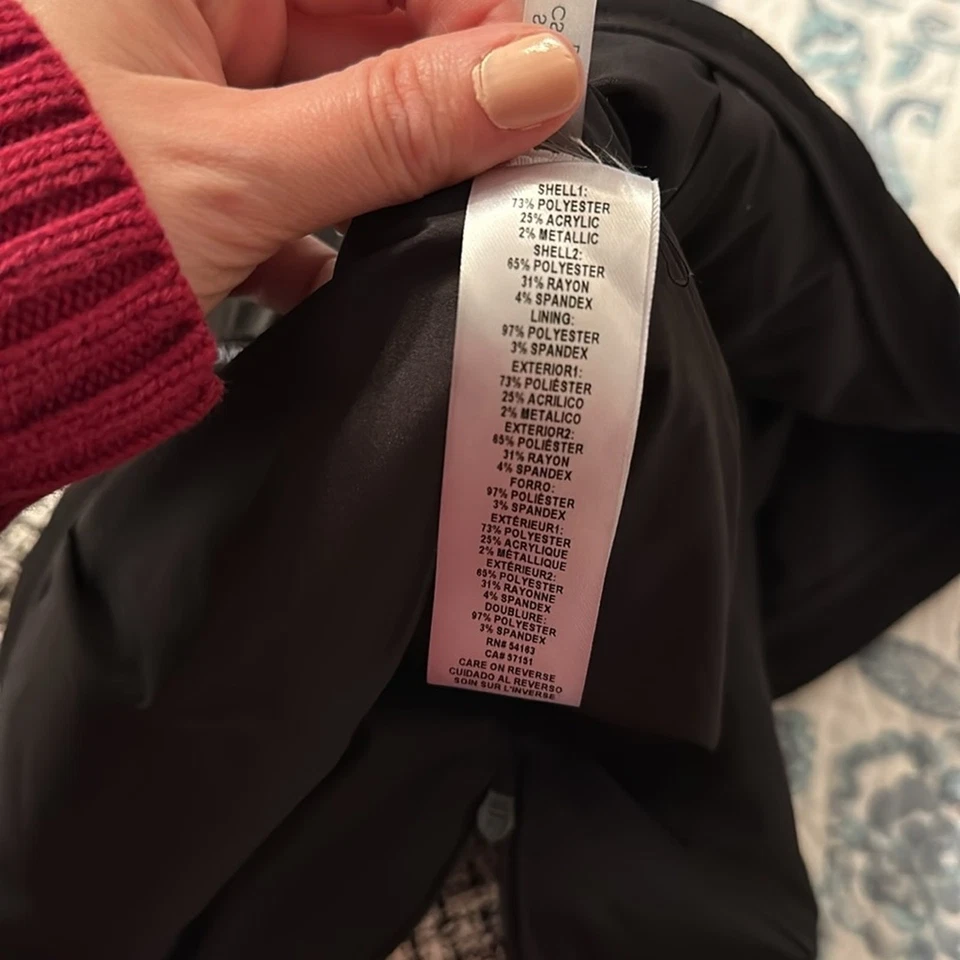 SHELL1:
73% POLYESTER
25% ACRYLIC
2% METALLIC
SHELL2:
65% POLYESTER
31% RAYON
4% SPANDEX
LINING:
97% POLYESTER
3% SPANDEX
EXTERIOR1:
73% POLIÉSTER
25% ACRILICO
2% METALICO
EXTERIOR2:
65% POLIÉSTER
31% RAYON
4% SPANDEX
FORRO:
97% POLIÉSTER
3% SPANDEX
EXTÉRIEUR1:
73% POLYESTER
25% ACRYLIQUE
2% MÉTALLIQUE
EXTÉRIEUR2:
65% POLYESTER
31% RAYONNE
4% SPANDEX
DOUBLURE:
97% POLYESTER
3% SPANDEX
RN# 54163
CA# 57151
CARE ON REVERSE
CUIDADO AL REVERSO
SOIN SUR L'INVERSE